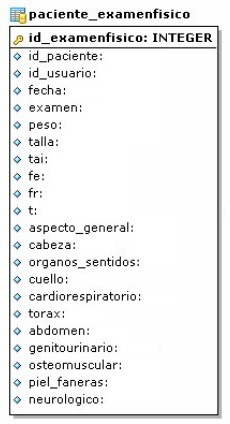 paciente_examenfisico
id_examenfisico: INTEGER
id_paciente:
id_usuario:
fecha:
examen:
peso:
talla:
tai:
fe:
fr:
t:
aspecto_general:
cabeza:
organos_sentidos:
cuello:
cardiorespiratorio:
torax:
abdomen:
genitourinario:
osteomuscular:
piel_faneras:
neurologico: